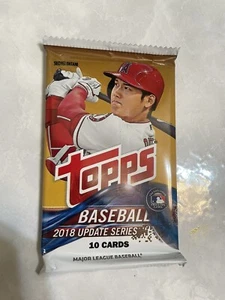 topps
BASEBALL
2018 UPDATE SERIES
10 CARDS
MAJOR LEAGUE BASEBALL